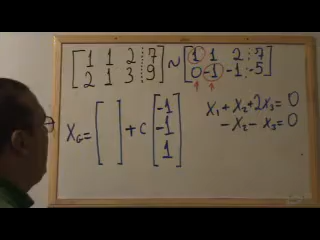 [1 1 2 ⋮ 7] ~ [1 1 2 ⋮ 7]
[2 1 3 ⋮ 9] [0 -1 -1 ⋮ -5]
X_G = [ ] + C [-1 -1 1]
x₁ + x₂ + 2x₃ = 0
- x₂ - x₃ = 0